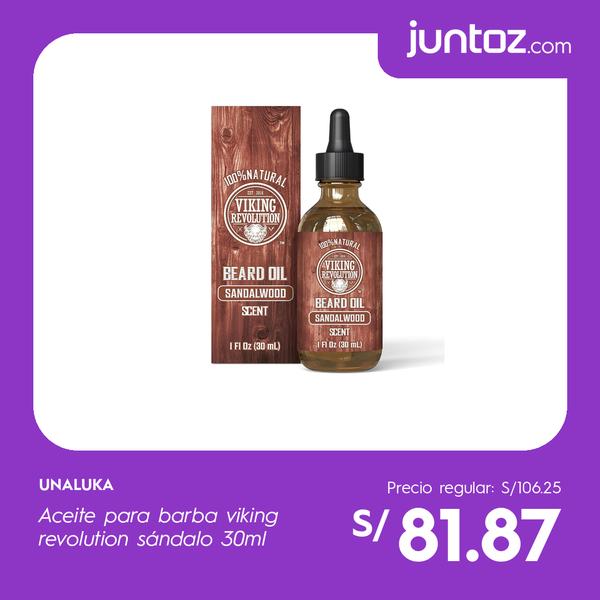 juntoz.com
100% NATURAL
EST. 2016
VIKING
REVOLUTION
BEARD OIL
SANDALWOOD
SCENT
1 Fl Oz (30 mL)
100% NATURAL
VIKING
REVOLUTION
BEARD OIL
SANDALWOOD
SCENT
1 Fl Oz (30 mL)
UNALUKA
Aceite para barba viking
revolution sándalo 30ml
Precio regular: S/106.25
S/ 81.87